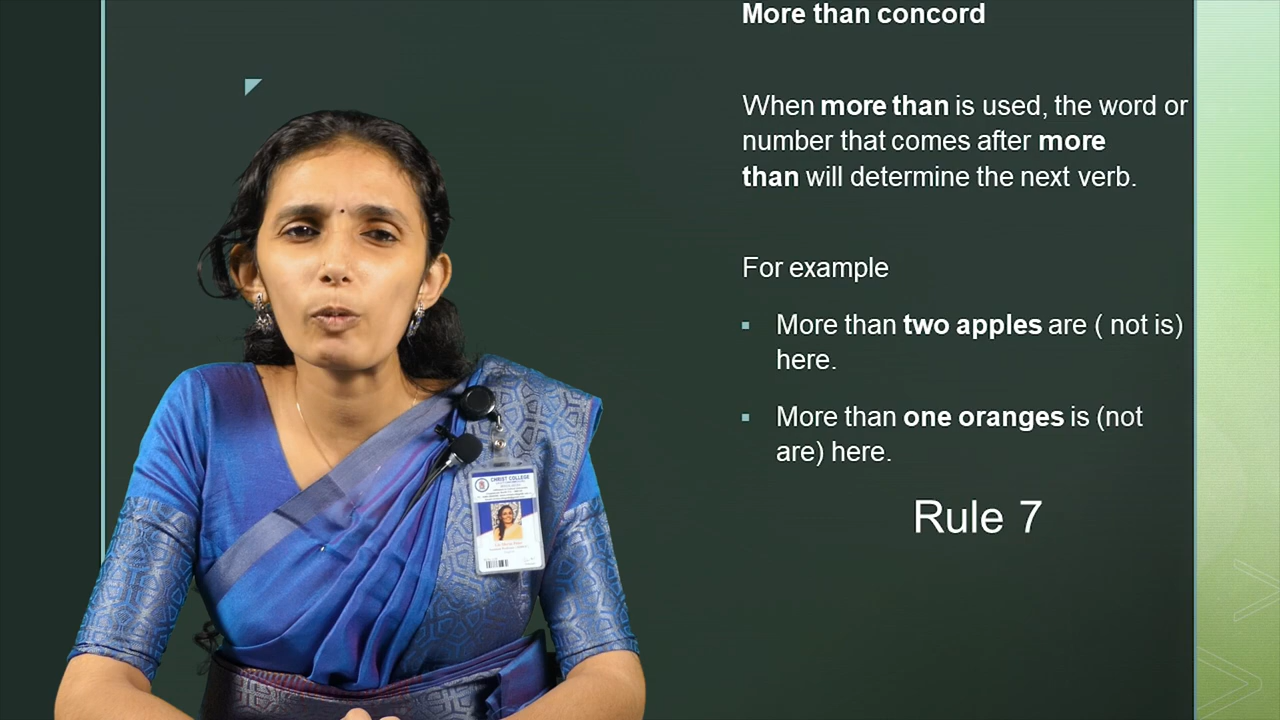 More than concord
When more than is used, the word or
number that comes after more
than will determine the next verb.
For example
▪ More than two apples are ( not is)
here.
▪ More than one oranges is (not
are) here.
Rule 7
CHRIST COLLEGE